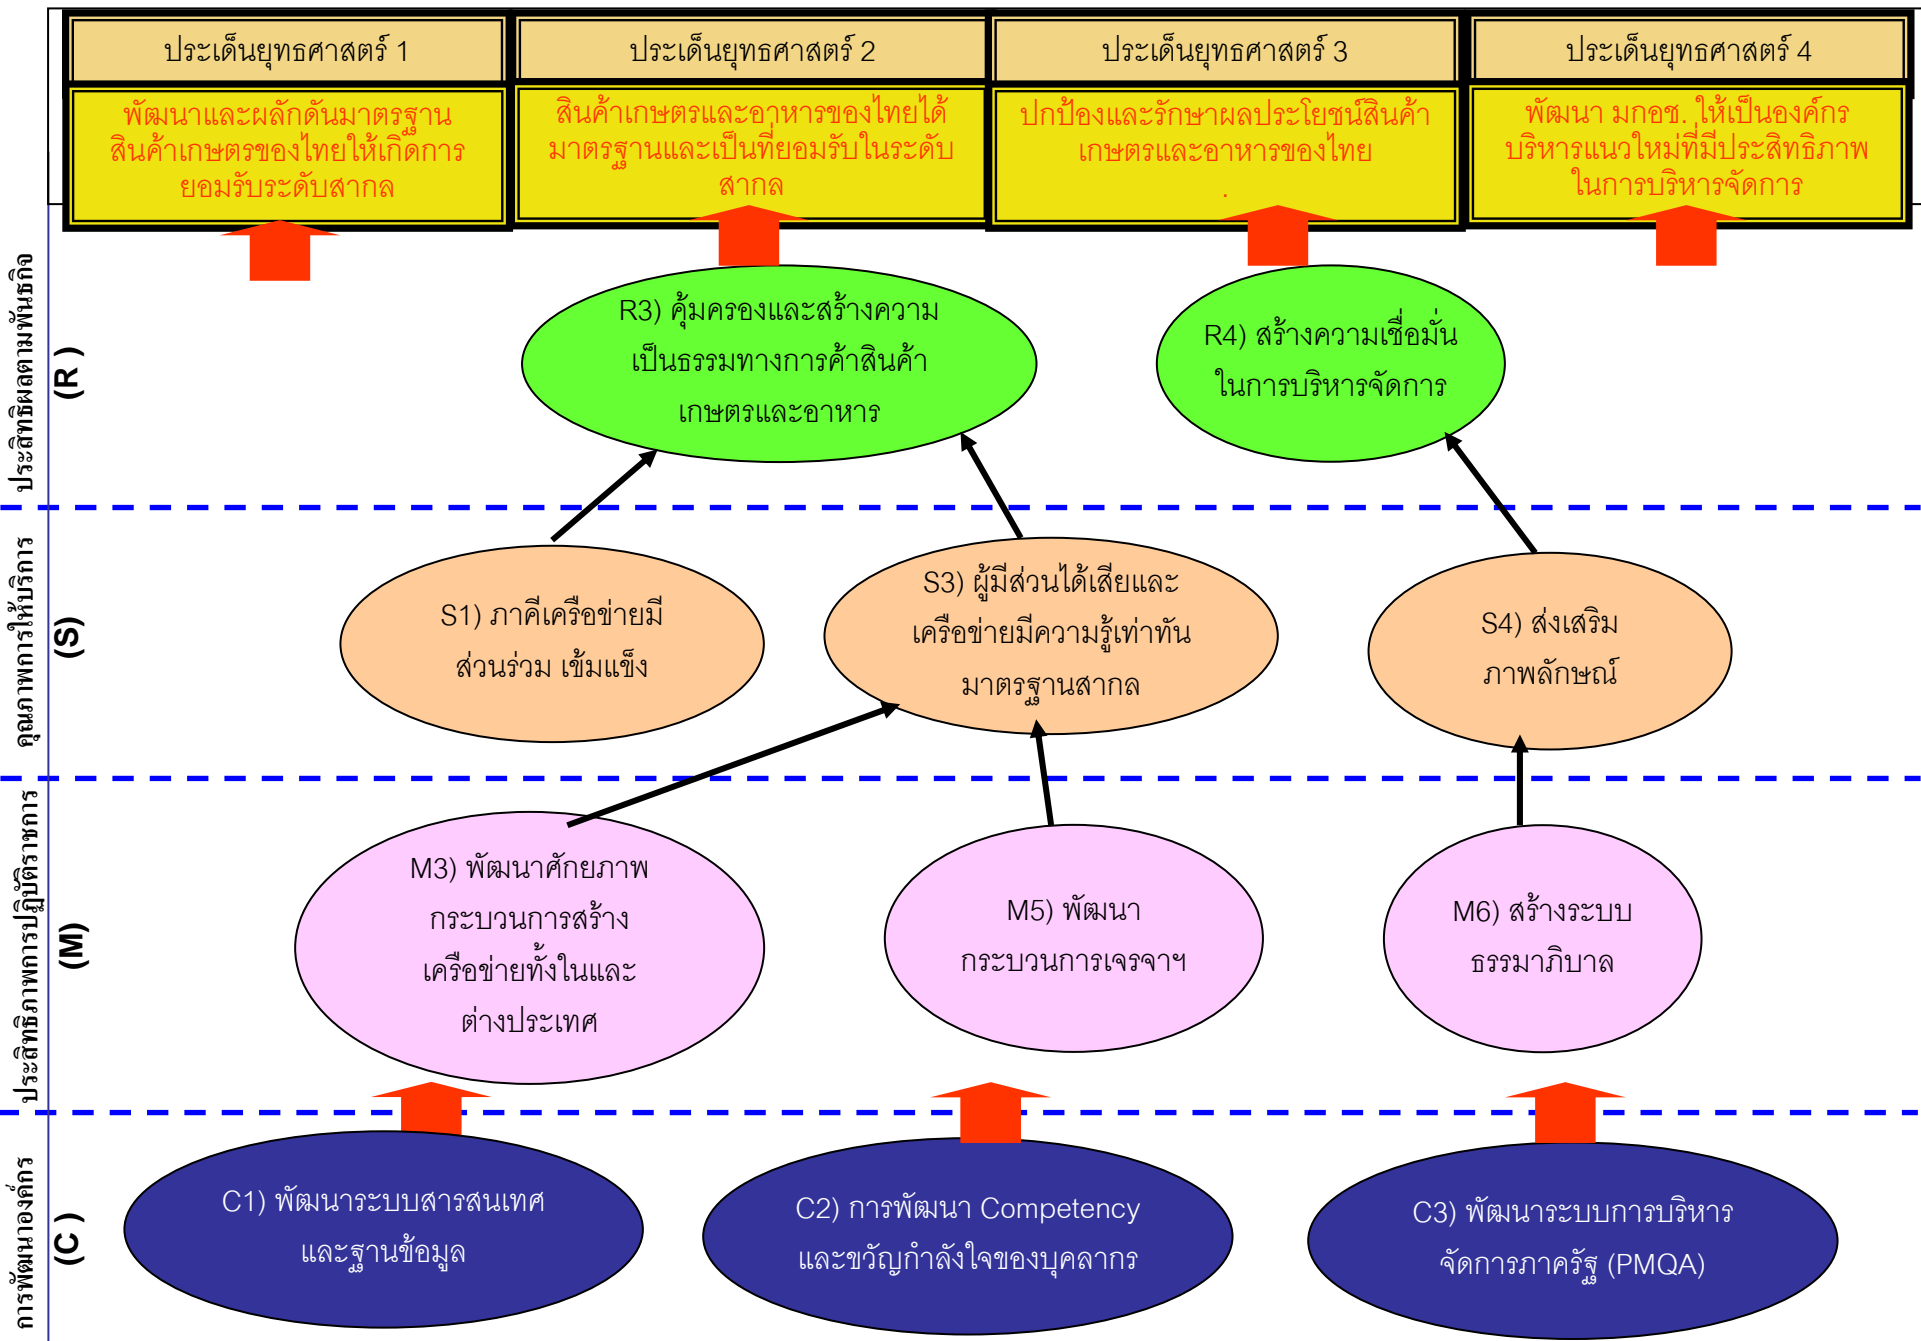 ประเด็นยุทธศาสตร์ 1
ประเด็นยุทธศาสตร์ 2
ประเด็นยุทธศาสตร์ 3
ประเด็นยุทธศาสตร์ 4
พัฒนาและผลักดันมาตรฐาน
สินค้าเกษตรของไทยให้เกิดการ
ยอมรับระดับสากล
สินค้าเกษตรและอาหารของไทยได้
มาตรฐานและเป็นที่ยอมรับในระดับ
สากล
ปกป้องและรักษาผลประโยชน์สินค้า
เกษตรและอาหารของไทย
.
พัฒนา มกอช. ให้เป็นองค์กร
บริหารแนวใหม่ที่มีประสิทธิภาพ
ในการบริหารจัดการ
ประสิทธิผลตามพันธกิจ
(R )
R3) คุ้มครองและสร้างความ
เป็นธรรมทางการค้าสินค้า
เกษตรและอาหาร
R4) สร้างความเชื่อมั่น
ในการบริหารจัดการ
คุณภาพการให้บริการ
(S)
S1) ภาคีเครือข่ายมี
ส่วนร่วม เข้มแข็ง
S3) ผู้มีส่วนได้เสียและ
เครือข่ายมีความรู้เท่าทัน
มาตรฐานสากล
S4) ส่งเสริม
ภาพลักษณ์
ประสิทธิภาพการปฏิบัติราชการ
(M)
M3) พัฒนาศักยภาพ
กระบวนการสร้าง
เครือข่ายทั้งในและ
ต่างประเทศ
M5) พัฒนา
กระบวนการเจรจาฯ
M6) สร้างระบบ
ธรรมาภิบาล
การพัฒนาองค์กร
(C )
C1) พัฒนาระบบสารสนเทศ
และฐานข้อมูล
C2) การพัฒนา Competency
และขวัญกำลังใจของบุคลากร
C3) พัฒนาระบบการบริหาร
จัดการภาครัฐ (PMQA)